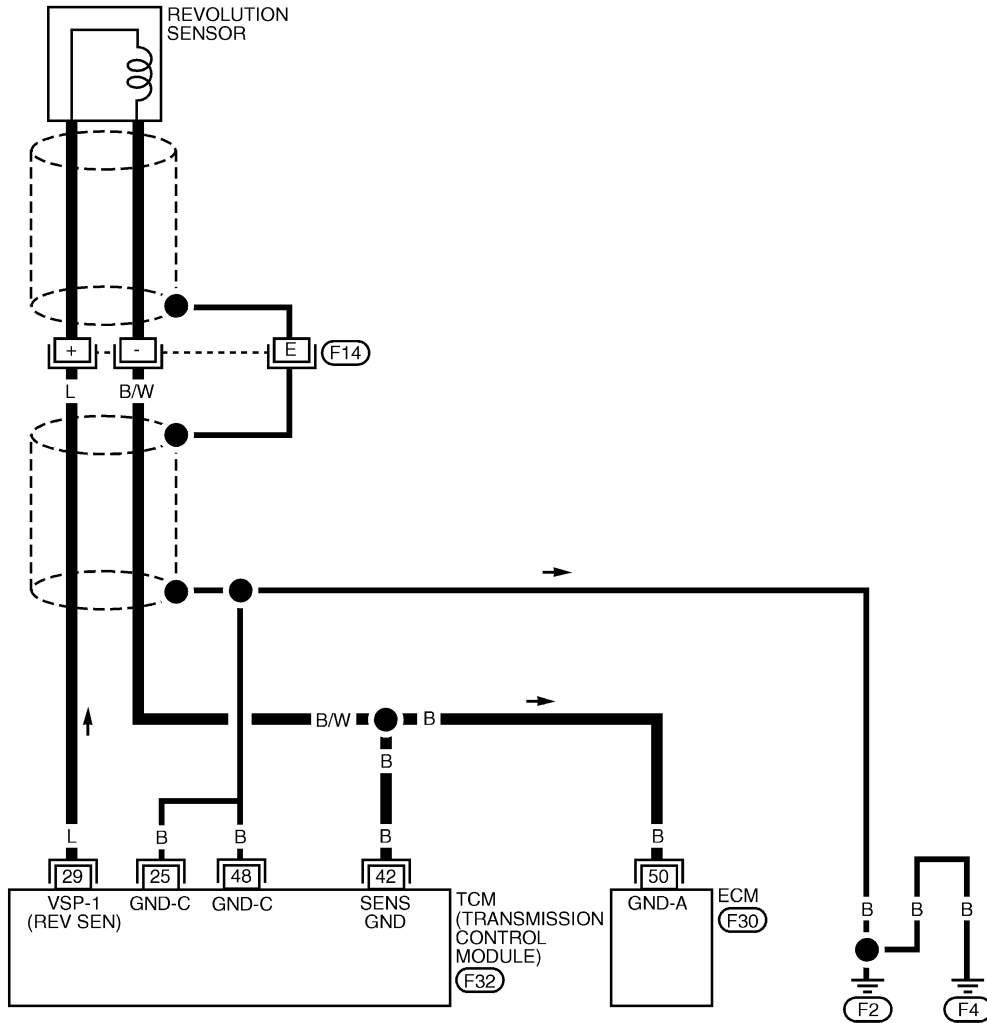 REVOLUTION
SENSOR
+
-
E
F14
L
B/W
B/W
B
B
L
B
B
B
B
B
B
B
29
25
48
42
50
VSP-1
(REV SEN)
GND-C
GND-C
SENS
GND
TCM
(TRANSMISSION
CONTROL
MODULE)
F32
GND-A
ECM
F30
F2
F4